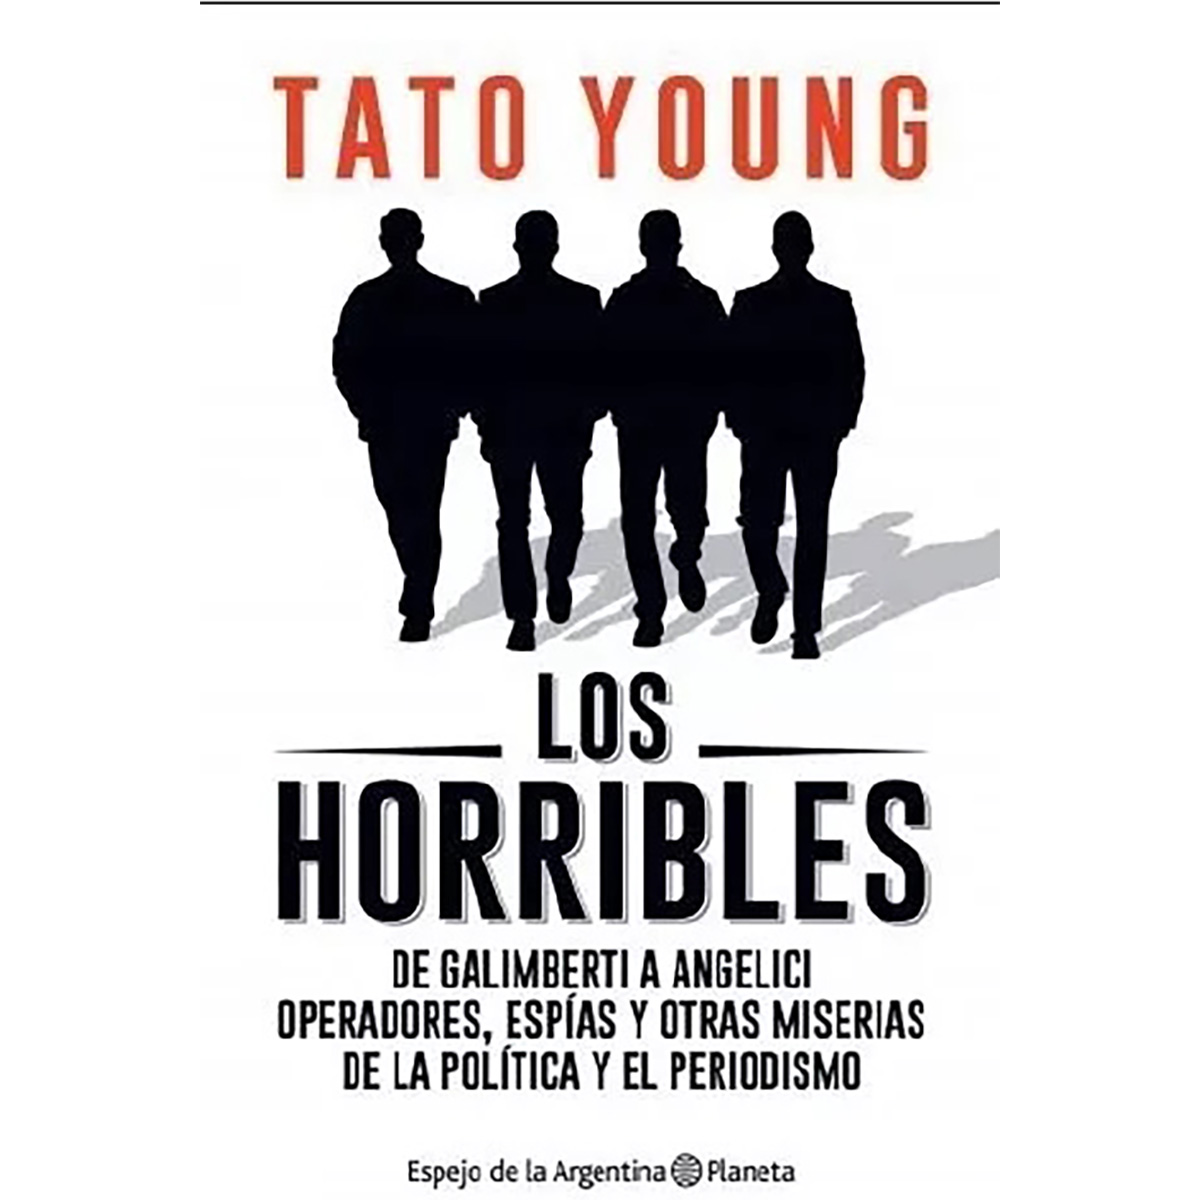 TATO YOUNG
LOS
HORRIBLES
DE GALIMBERTI A ANGELICI
OPERADORES, ESPÍAS Y OTRAS MISERIAS
DE LA POLÍTICA Y EL PERIODISMO
Espejo de la Argentina Planeta